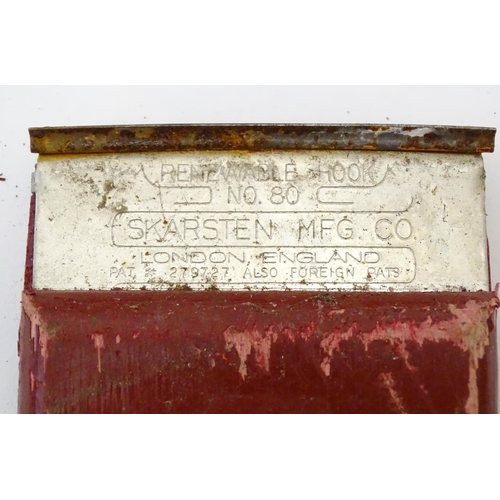 RENEWABLE HOOK
NO. 80
SKARSTEN MFG. CO
LONDON, ENGLAND
PAT. 279727 ALSO FOREIGN PATS